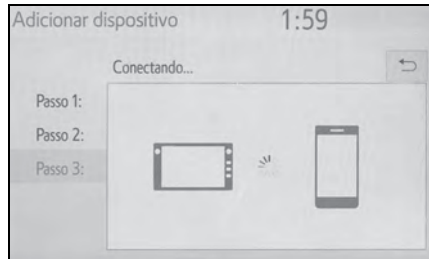 Adicionar dispositivo 1:59
Conectando...
Passo 1:
Passo 2:
Passo 3: